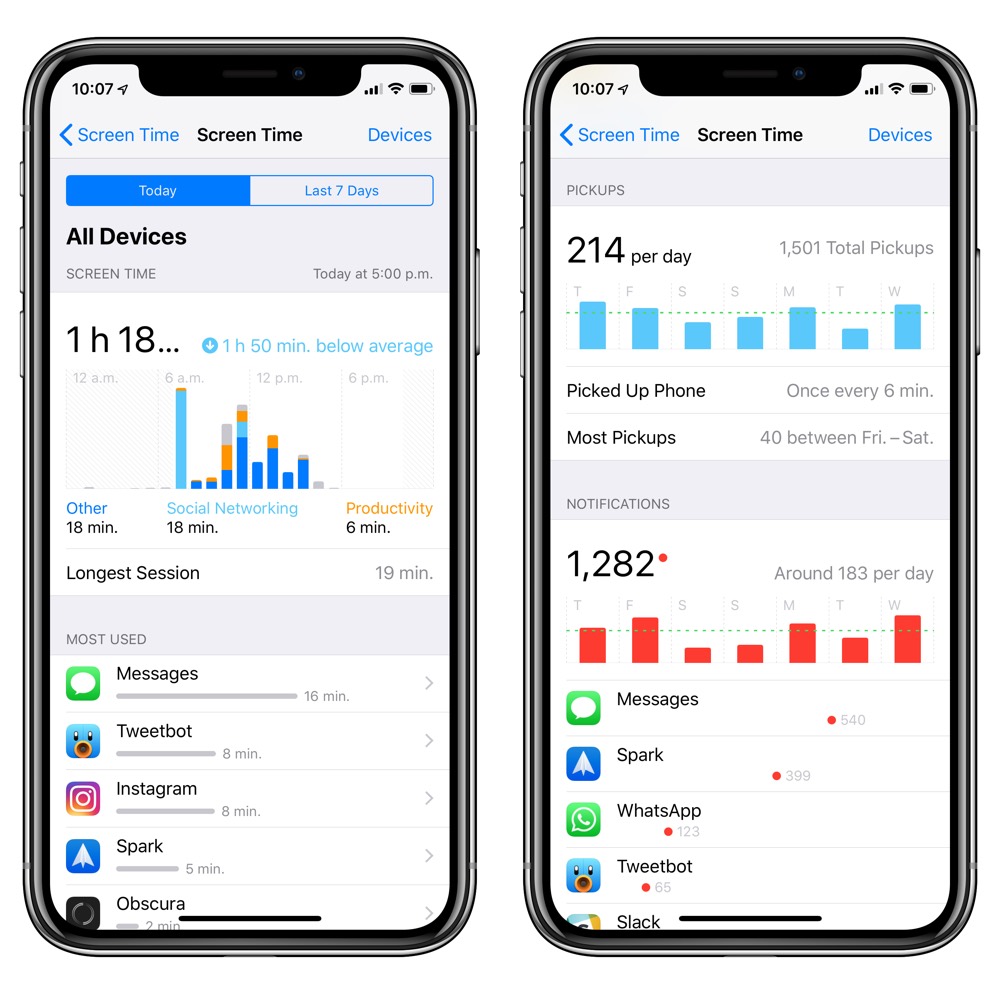 10:07
Screen Time Screen Time Devices
Today Last 7 Days
All Devices
SCREEN TIME Today at 5:00 p.m.
1 h 18... 1 h 50 min. below average
12 a.m. 6 a.m. 12 p.m. 6 p.m.
Other Social Networking Productivity
18 min. 18 min. 6 min.
Longest Session 19 min.
MOST USED
Messages
16 min.
Tweetbot
8 min.
Instagram
8 min.
Spark
5 min.
Obscura
2 min.
10:07
Screen Time Screen Time Devices
PICKUPS
214 per day 1,501 Total Pickups
T F S S M T W
Picked Up Phone Once every 6 min.
Most Pickups 40 between Fri. – Sat.
NOTIFICATIONS
1,282 Around 183 per day
T F S S M T W
Messages
540
Spark
399
WhatsApp
123
Tweetbot
65
Slack